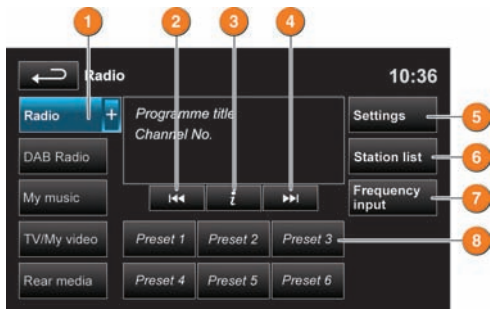 1 2 3 4
Radio 10:36
Radio + Programme title Settings 5
Channel No.
DAB Radio Station list 6
My music i Frequency input 7
TV/My video Preset 1 Preset 2 Preset 3 8
Rear media Preset 4 Preset 5 Preset 6